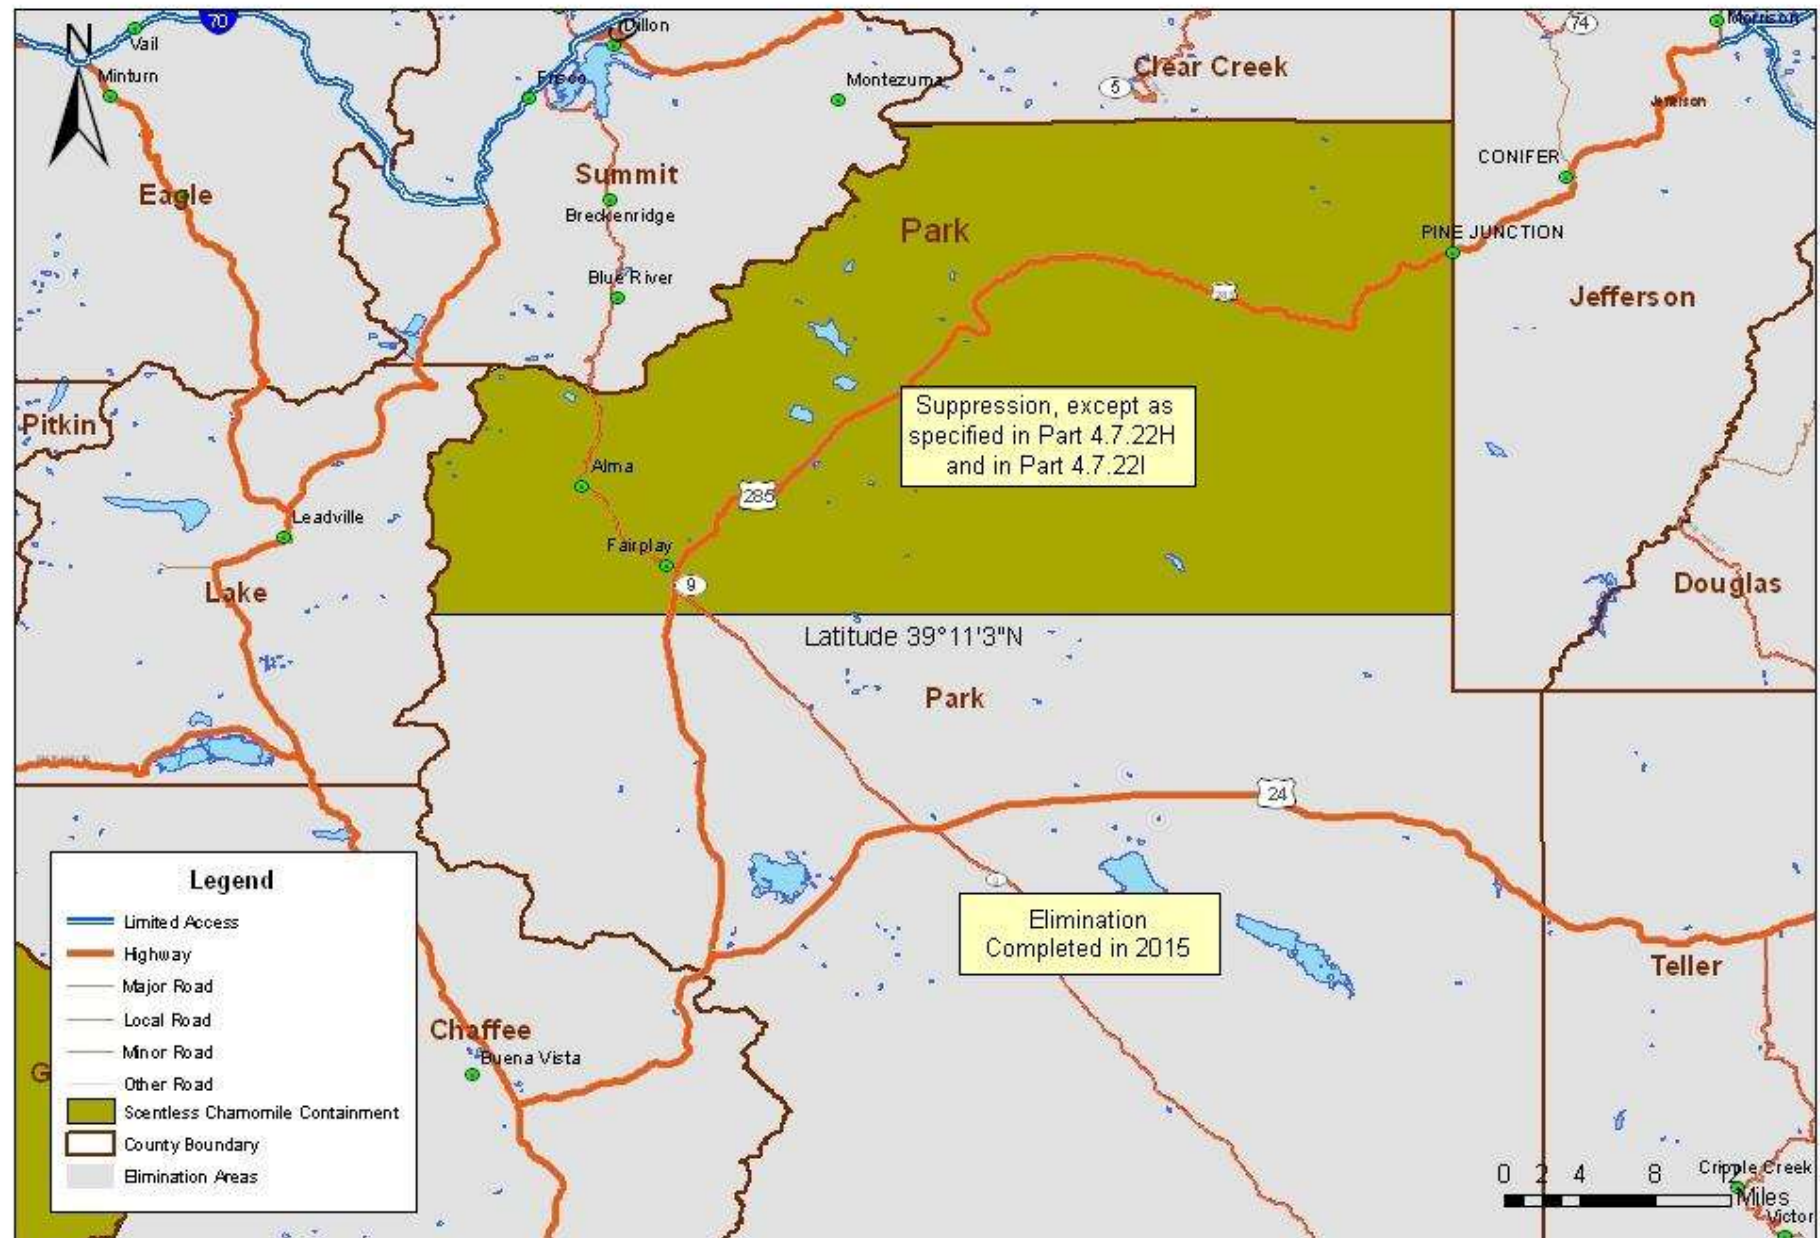 70
N
Vail
Dillon
Morrison
74
Minturn
Frisco
Montezuma
Clear Creek
5
Jefferson
CONIFER
Eagle
Summit
Breckenridge
Park
PINE JUNCTION
Blue River
285
Jefferson
Pitkin
Suppression, except as
specified in Part 4.7.22H
and in Part 4.7.22I
Alma
285
Leadville
Fairplay
9
Lake
Douglas
Latitude 39°11'3"N
Park
24
Legend
Limited Access
Highway
Major Road
Local Road
Minor Road
Other Road
Scentless Chamomile Containment
County Boundary
Elimination Areas
Elimination
Completed in 2015
Teller
Chaffee
Buena Vista
G
0 2 4 8 12
Miles
Cripple Creek
Victor